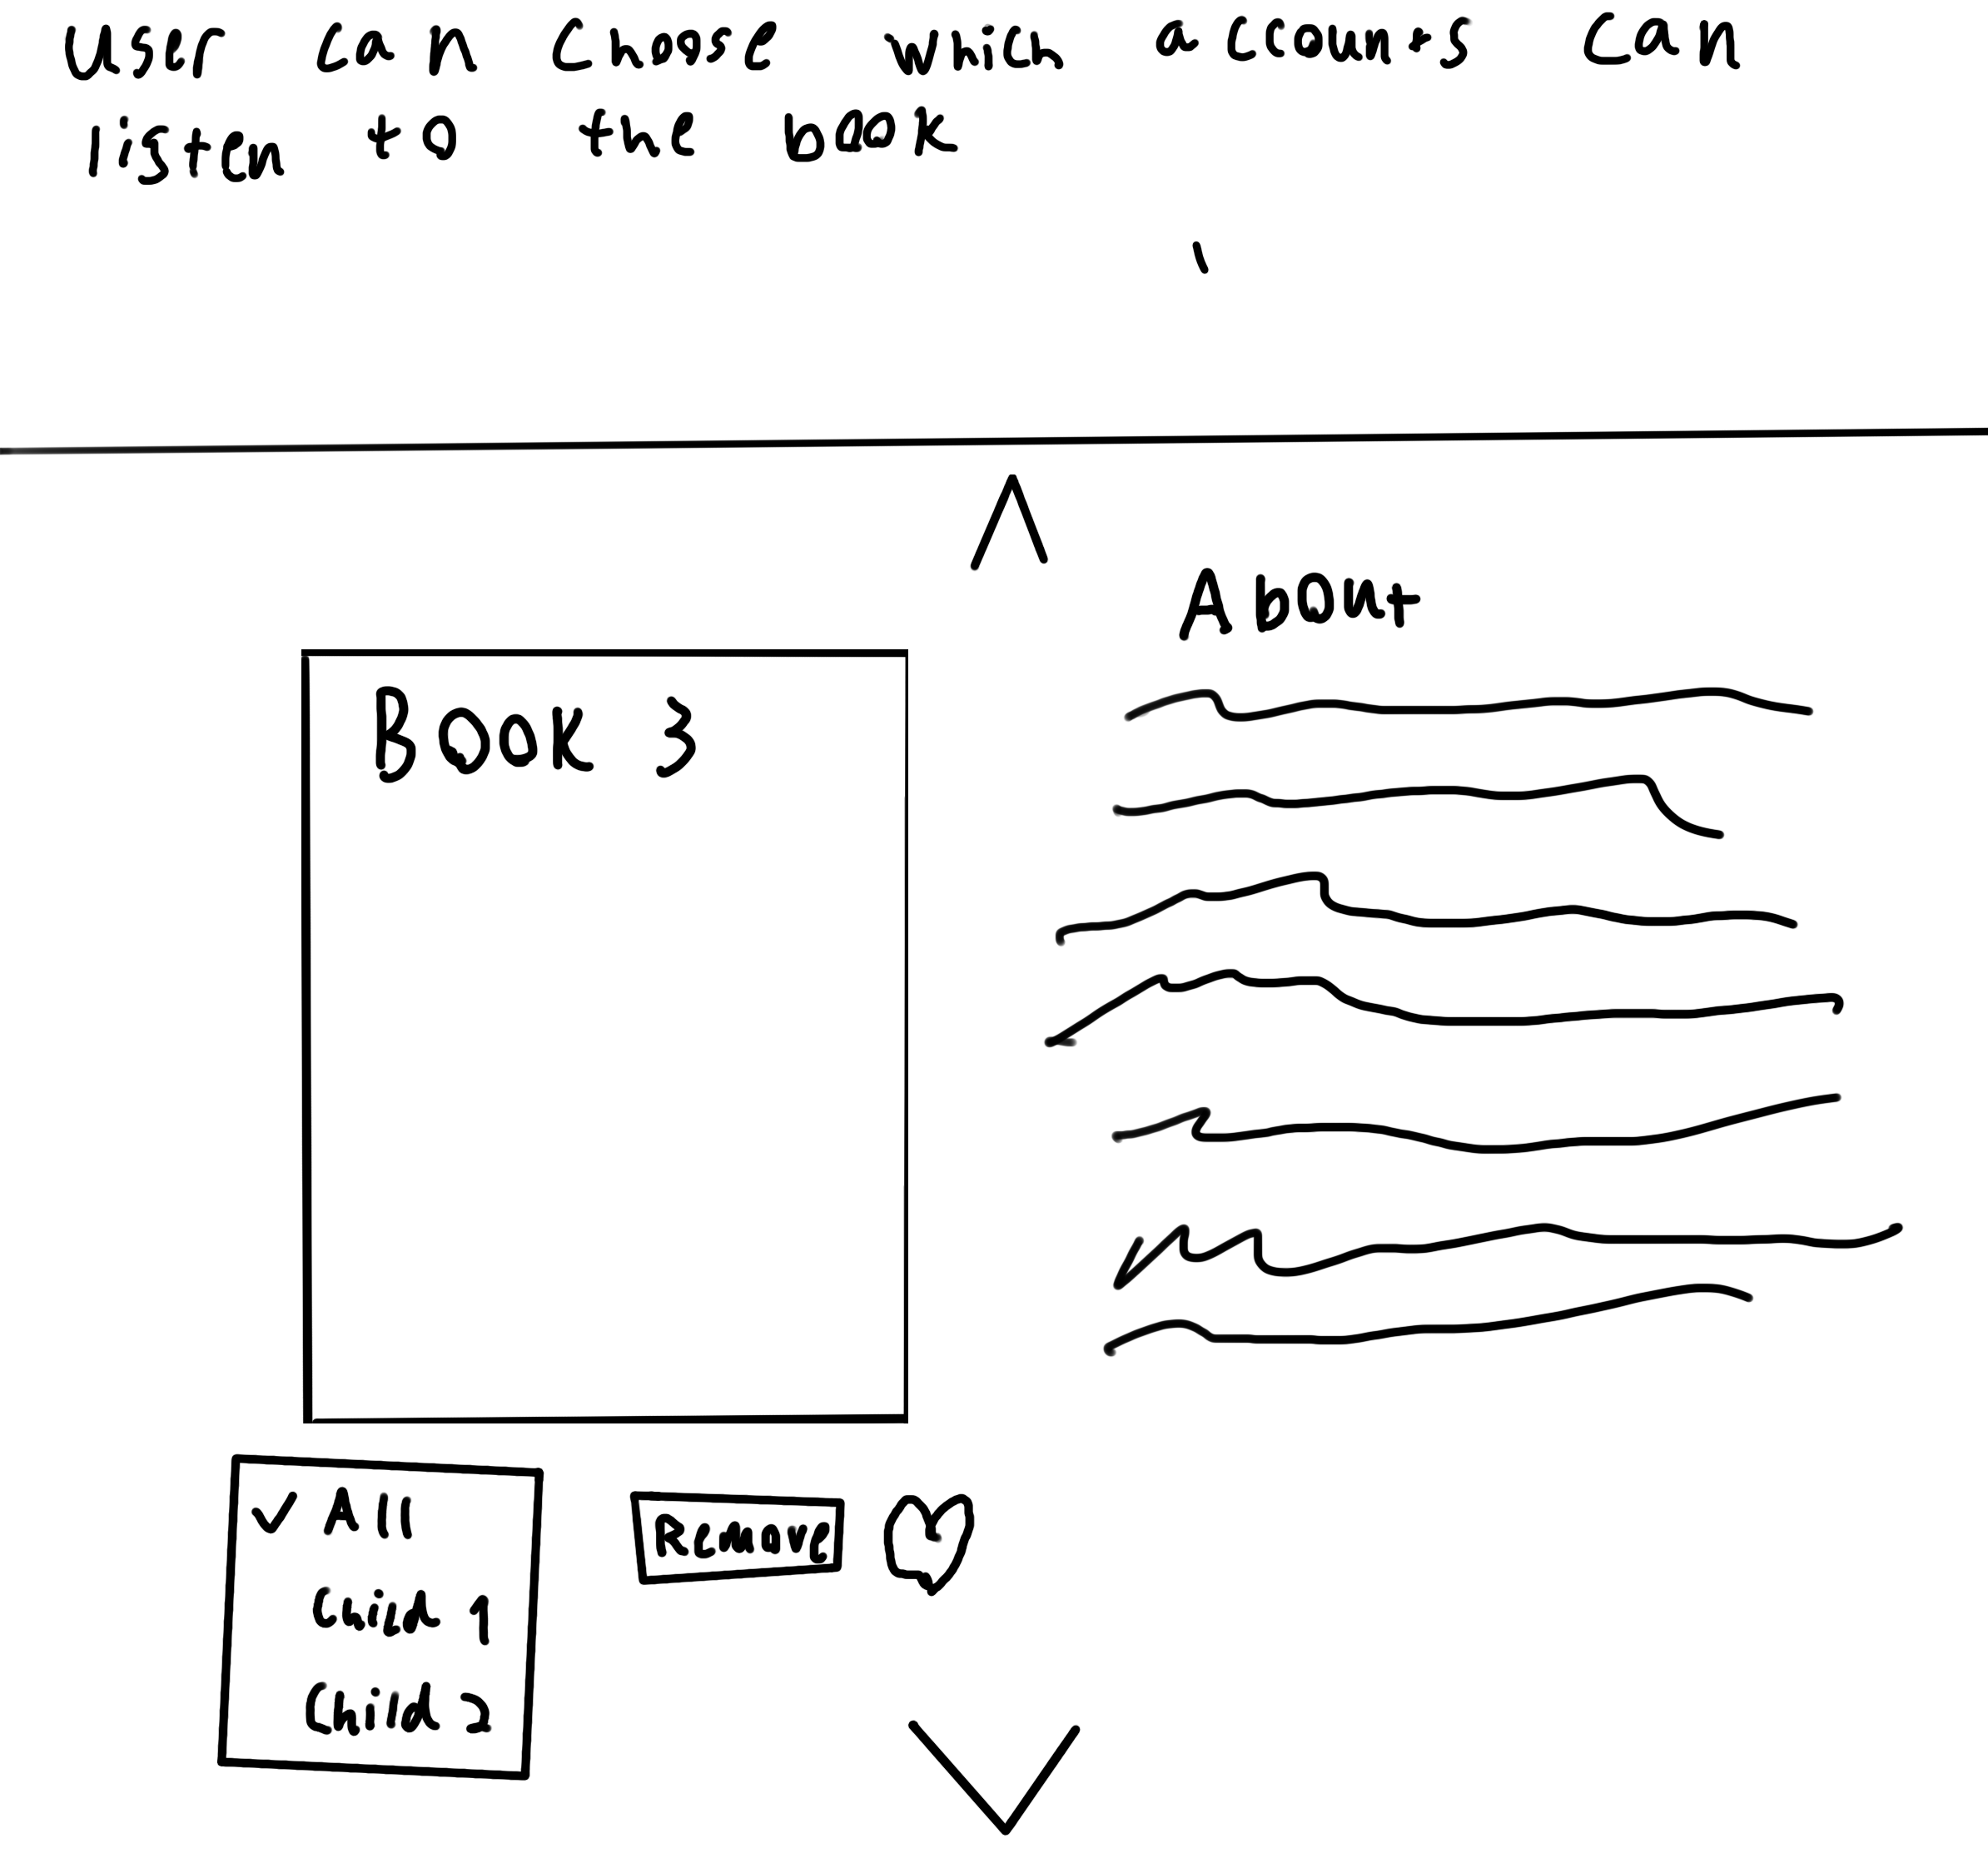 User can choose which accounts can
listen to the book
About
BOOK 3
All
Remove
Child 1
Child 2